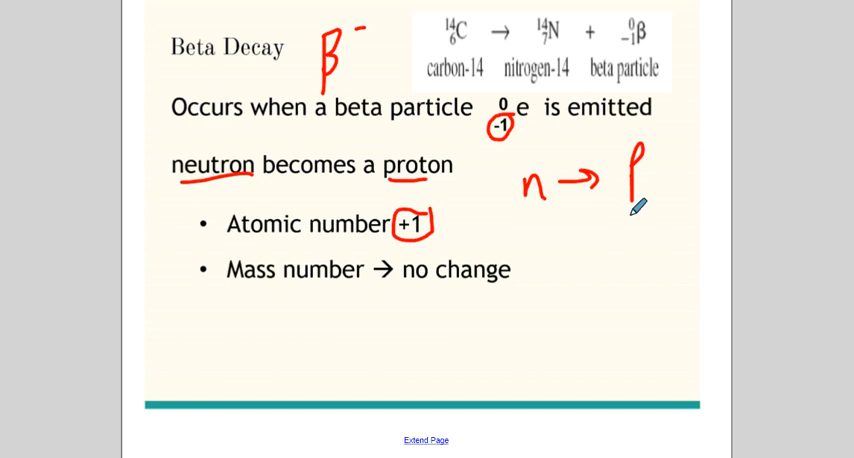 Beta Decay β⁻
¹⁴₆C → ¹⁴₇N + ⁰₋₁β
carbon-14 nitrogen-14 beta particle
Occurs when a beta particle ⁰₋₁e is emitted
neutron becomes a proton
n → p
• Atomic number +1
• Mass number → no change
Extend Page